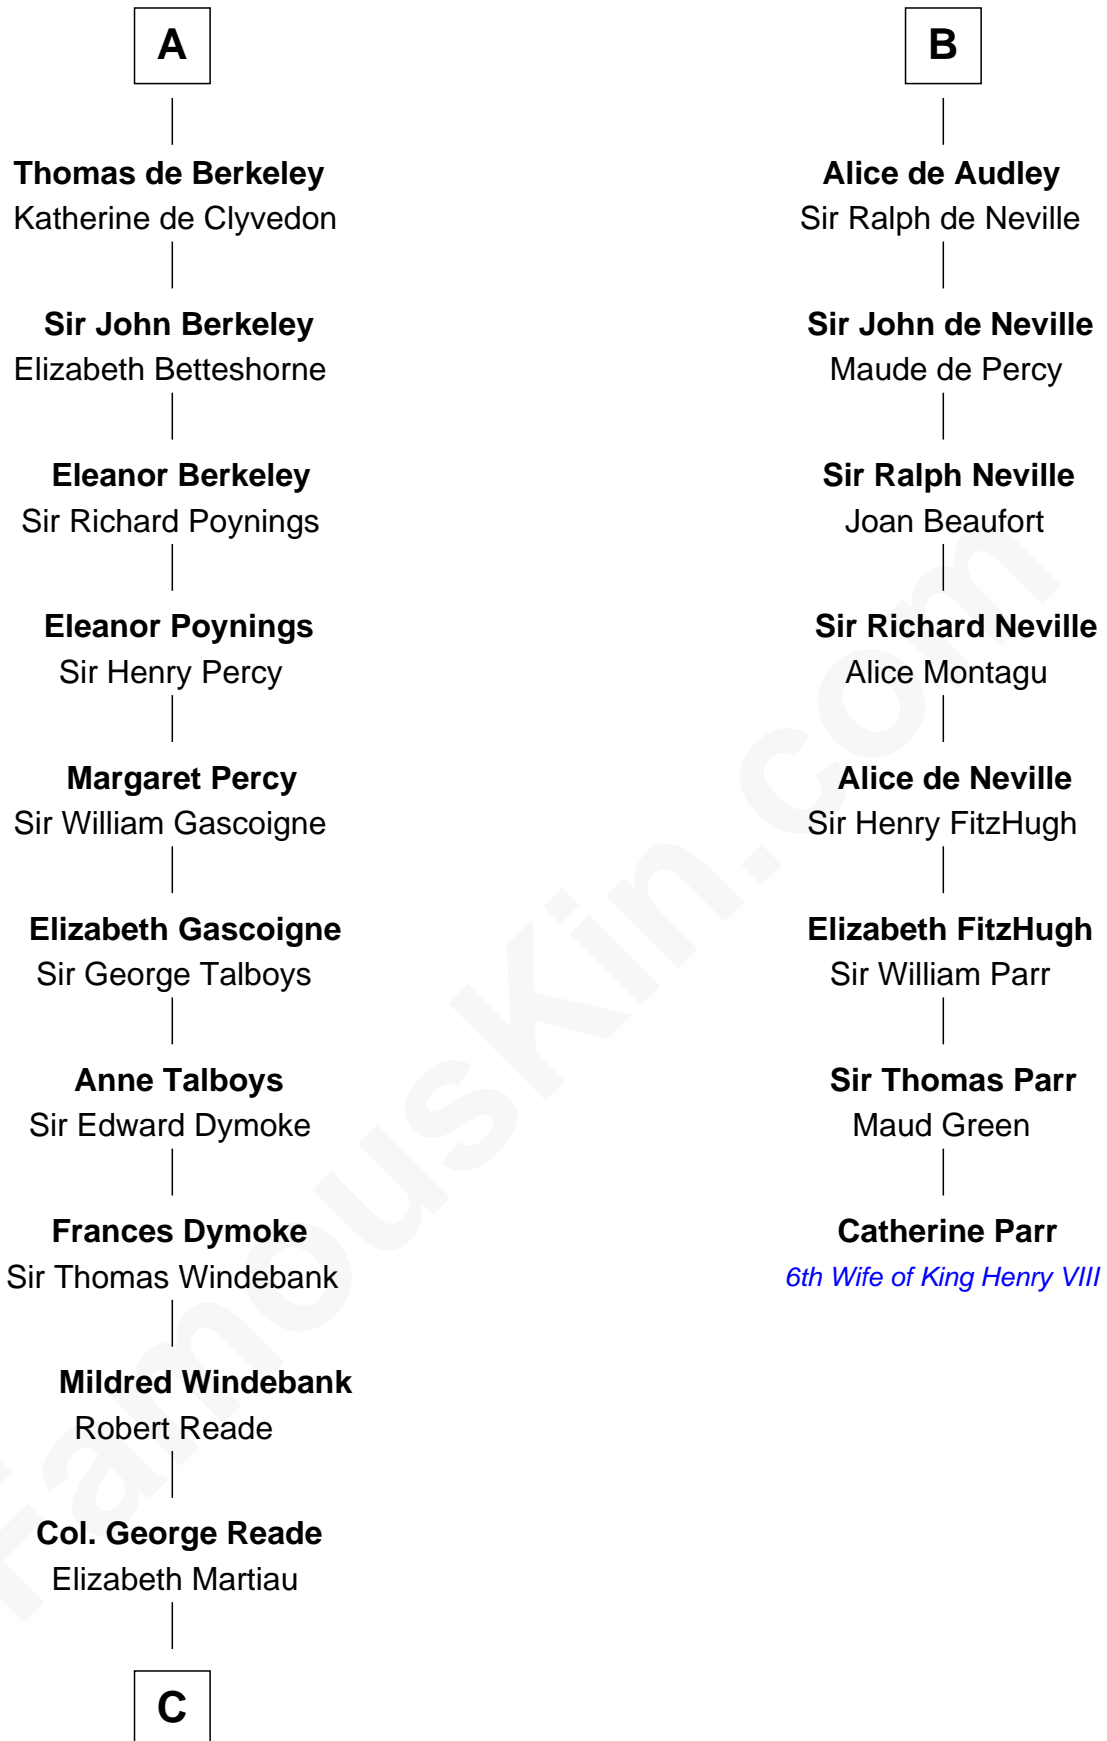 A
Thomas de Berkeley
Katherine de Clyvedon
Sir John Berkeley
Elizabeth Betteshorne
Eleanor Berkeley
Sir Richard Poynings
Eleanor Poynings
Sir Henry Percy
Margaret Percy
Sir William Gascoigne
Elizabeth Gascoigne
Sir George Talboys
Anne Talboys
Sir Edward Dymoke
Frances Dymoke
Sir Thomas Windebank
Mildred Windebank
Robert Reade
Col. George Reade
Elizabeth Martiau
C
B
Alice de Audley
Sir Ralph de Neville
Sir John de Neville
Maude de Percy
Sir Ralph Neville
Joan Beaufort
Sir Richard Neville
Alice Montagu
Alice de Neville
Sir Henry FitzHugh
Elizabeth FitzHugh
Sir William Parr
Sir Thomas Parr
Maud Green
Catherine Parr
6th Wife of King Henry VIII
FamousKin.com